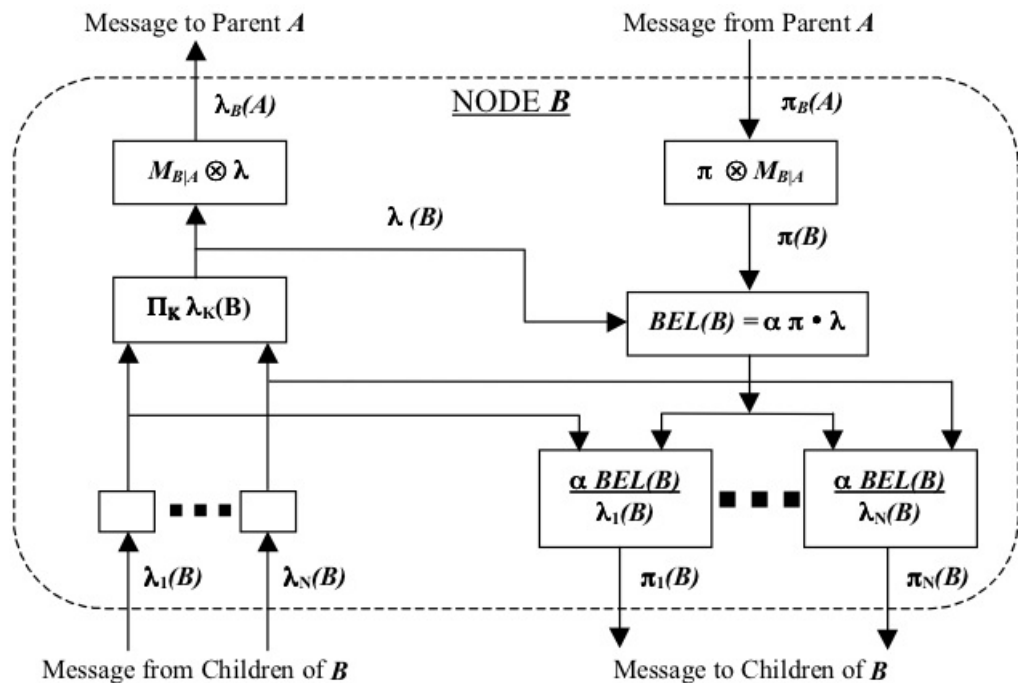 Message to Parent A
Message from Parent A
NODE B
λB(A)
πB(A)
MB|A ⊗ λ
π ⊗ MB|A
λ (B)
π(B)
ΠK λK(B)
BEL(B) = α π • λ
α BEL(B)
λ1(B)
α BEL(B)
λN(B)
λ1(B)
λN(B)
π1(B)
πN(B)
Message from Children of B
Message to Children of B